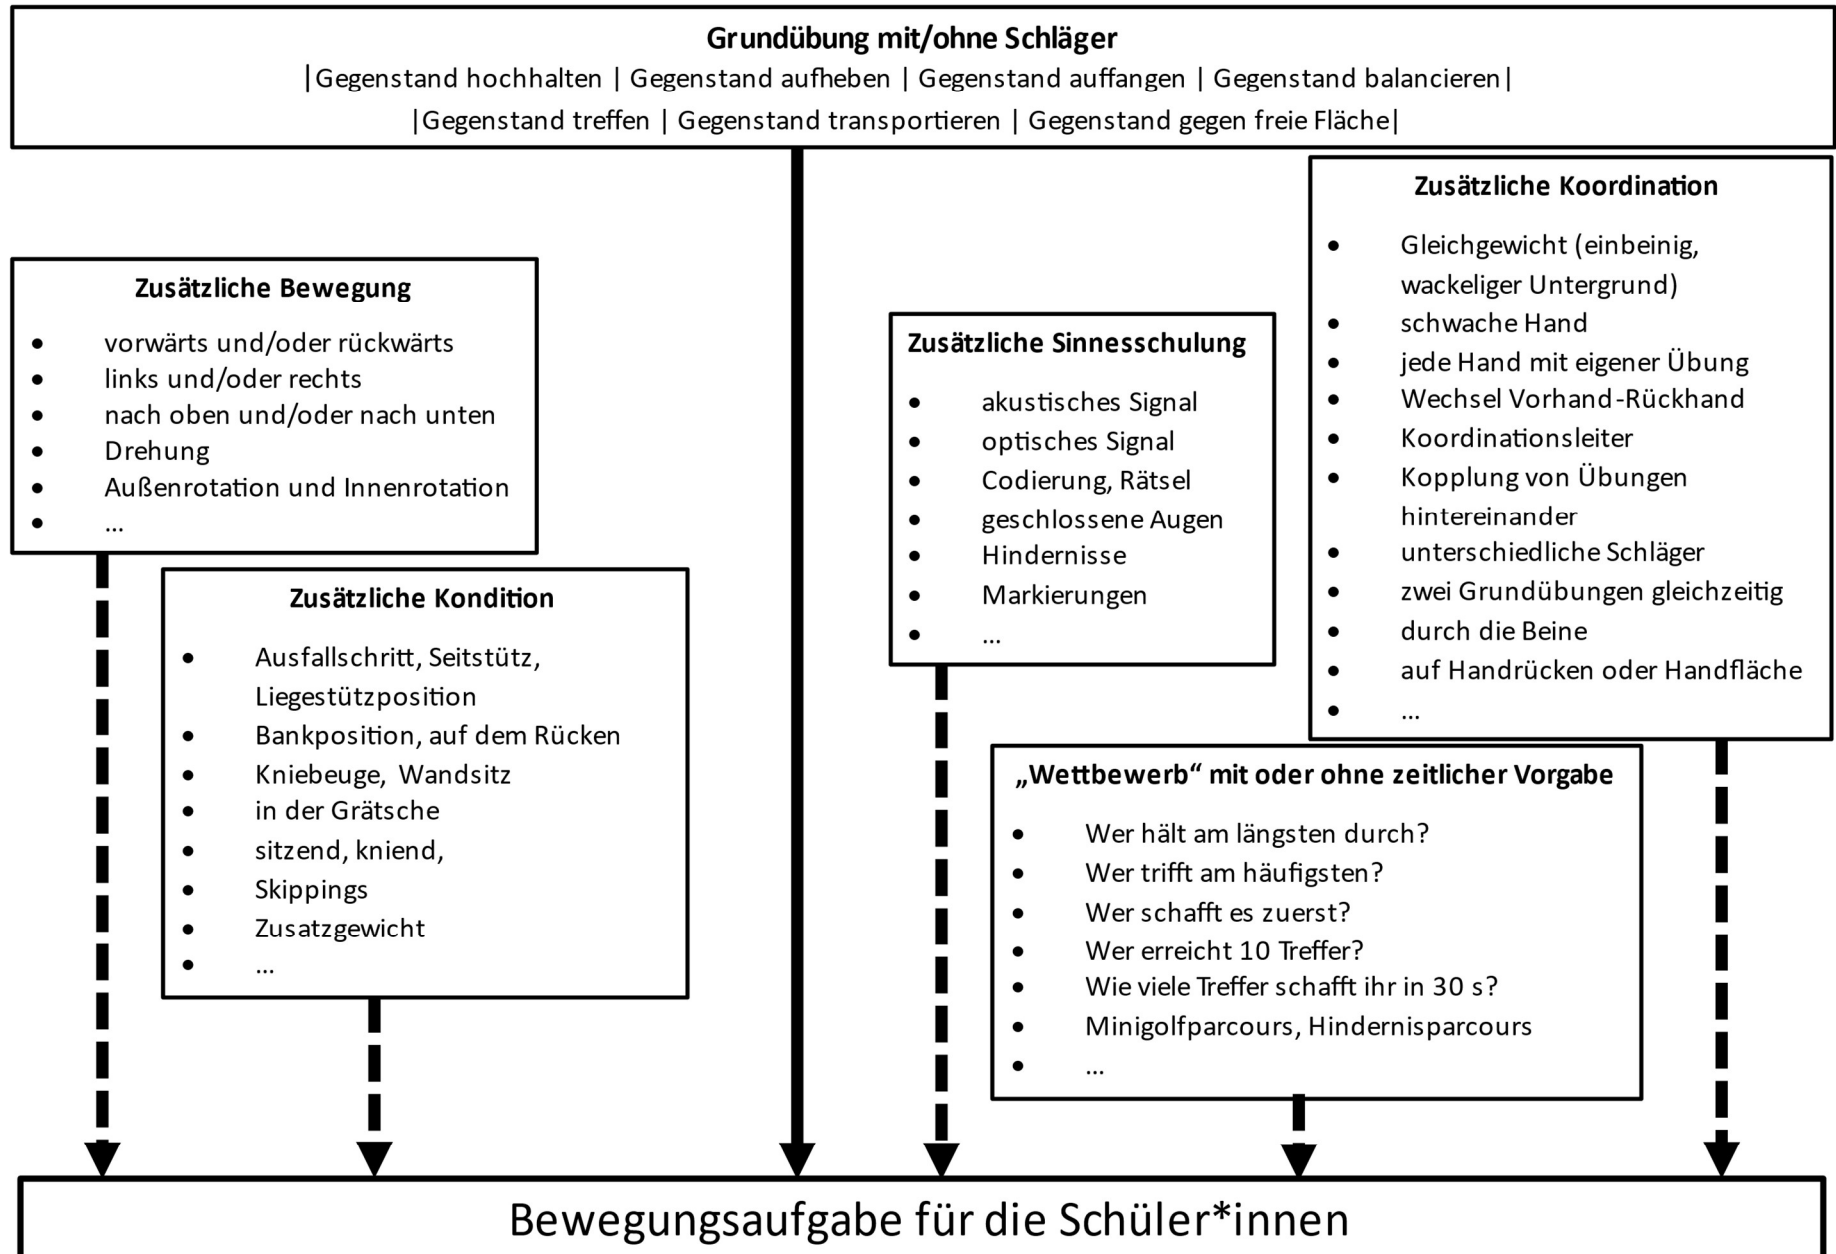 Grundübung mit/ohne Schläger
|Gegenstand hochhalten | Gegenstand aufheben | Gegenstand auffangen | Gegenstand balancieren|
|Gegenstand treffen | Gegenstand transportieren | Gegenstand gegen freie Fläche|
Zusätzliche Bewegung
• vorwärts und/oder rückwärts
• links und/oder rechts
• nach oben und/oder nach unten
• Drehung
• Außenrotation und Innenrotation
• ...
Zusätzliche Kondition
• Ausfallschritt, Seitstütz,
Liegestützposition
• Bankposition, auf dem Rücken
• Kniebeuge, Wandsitz
• in der Grätsche
• sitzend, kniend,
• Skippings
• Zusatzgewicht
• ...
Zusätzliche Sinnesschulung
• akustisches Signal
• optisches Signal
• Codierung, Rätsel
• geschlossene Augen
• Hindernisse
• Markierungen
• ...
Zusätzliche Koordination
• Gleichgewicht (einbeinig,
wackeliger Untergrund)
• schwache Hand
• jede Hand mit eigener Übung
• Wechsel Vorhand-Rückhand
• Koordinationsleiter
• Kopplung von Übungen
hintereinander
• unterschiedliche Schläger
• zwei Grundübungen gleichzeitig
• durch die Beine
• auf Handrücken oder Handfläche
• ...
„Wettbewerb“ mit oder ohne zeitlicher Vorgabe
• Wer hält am längsten durch?
• Wer trifft am häufigsten?
• Wer schafft es zuerst?
• Wer erreicht 10 Treffer?
• Wie viele Treffer schafft ihr in 30 s?
• Minigolfparcours, Hindernisparcours
• ...
Bewegungsaufgabe für die Schüler*innen